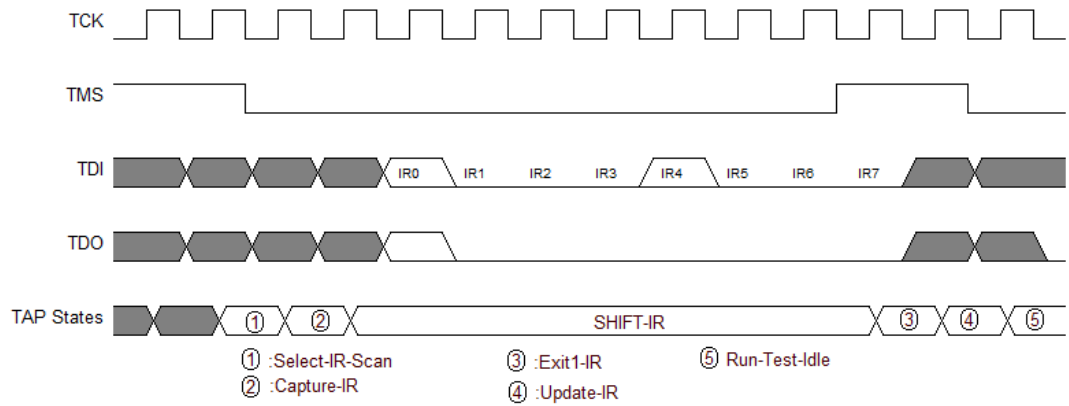 TCK
TMS
TDI IR0 IR1 IR2 IR3 IR4 IR5 IR6 IR7
TDO
TAP States ① ② SHIFT-IR ③ ④ ⑤
① :Select-IR-Scan ③ :Exit1-IR ⑤ Run-Test-Idle
② :Capture-IR ④ :Update-IR